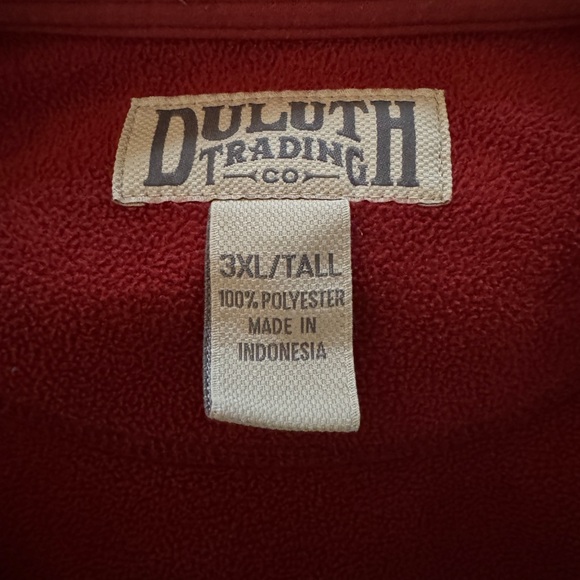 DULUTH
TRADING
CO
3XL/TALL
100% POLYESTER
MADE IN
INDONESIA